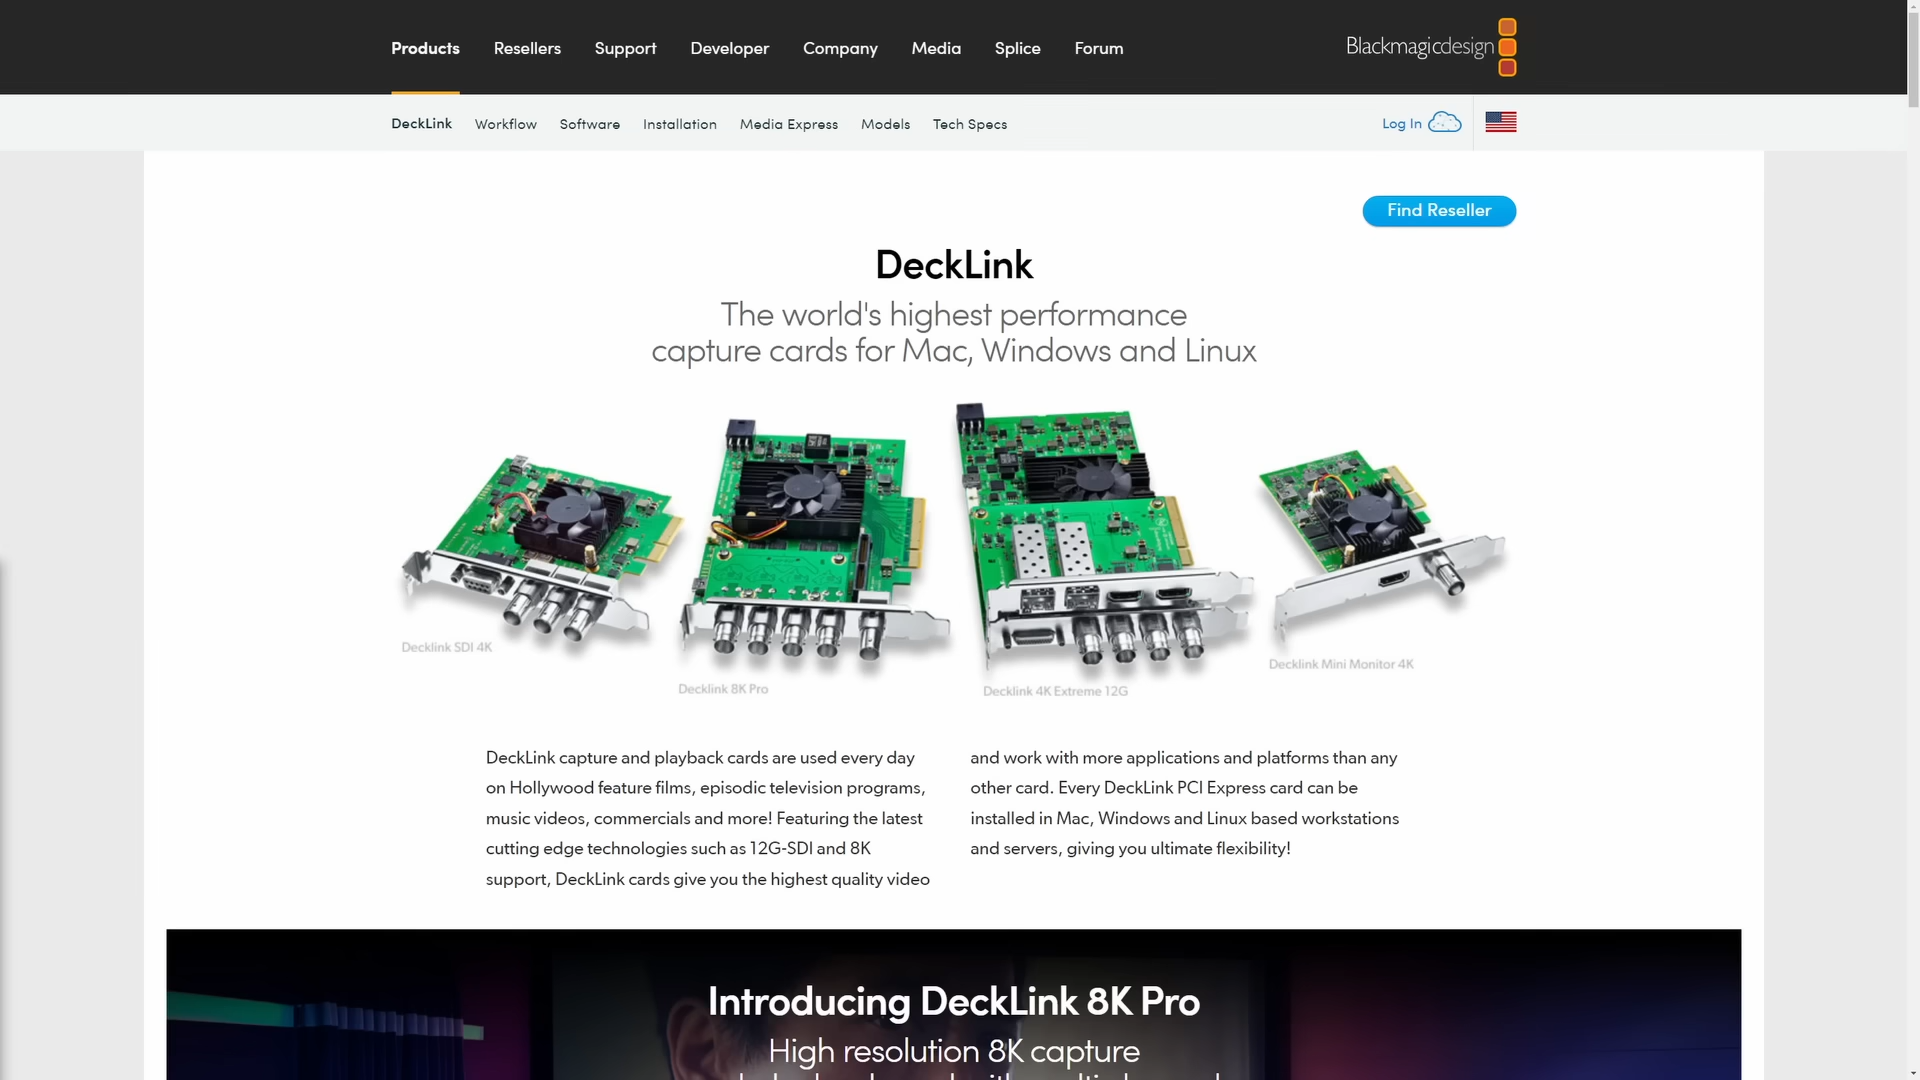 Products Resellers Support Developer Company Media Splice Forum
Blackmagicdesign
DeckLink Workflow Software Installation Media Express Models Tech Specs
Log In
Find Reseller
DeckLink
The world's highest performance
capture cards for Mac, Windows and Linux
Decklink SDI 4K
Decklink 8K Pro
Decklink 4K Extreme 12G
Decklink Mini Monitor 4K
DeckLink capture and playback cards are used every day
on Hollywood feature films, episodic television programs,
music videos, commercials and more! Featuring the latest
cutting edge technologies such as 12G-SDI and 8K
support, DeckLink cards give you the highest quality video
and work with more applications and platforms than any
other card. Every DeckLink PCI Express card can be
installed in Mac, Windows and Linux based workstations
and servers, giving you ultimate flexibility!
Introducing DeckLink 8K Pro
High resolution 8K capture